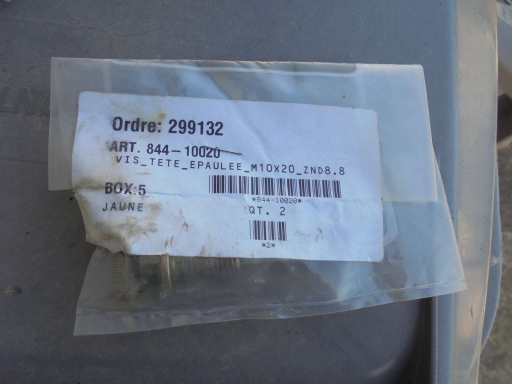 Ordre: 299132
ART. 844-10020
VIS_TETE_EPAULEE_M10X20_ZND8.8
BOX:5
*844-10020*
JAUNE
QT. 2
*2*